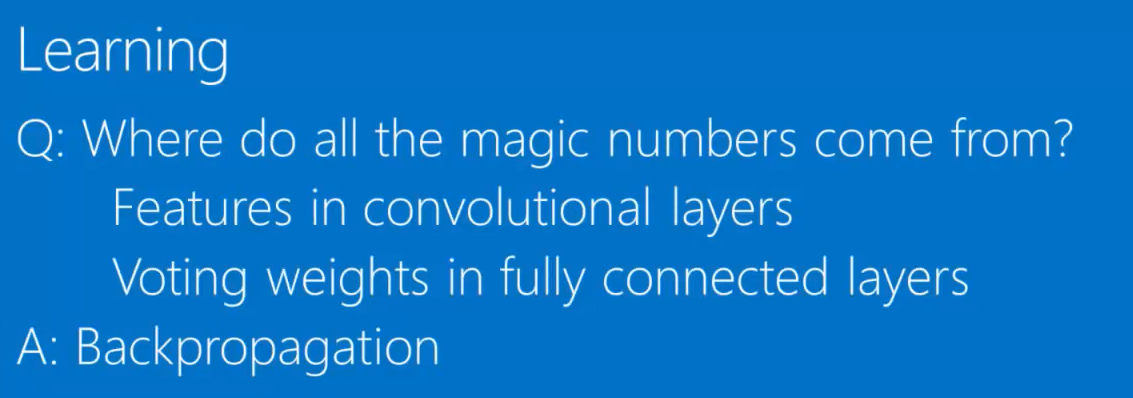 Learning
Q: Where do all the magic numbers come from?
Features in convolutional layers
Voting weights in fully connected layers
A: Backpropagation